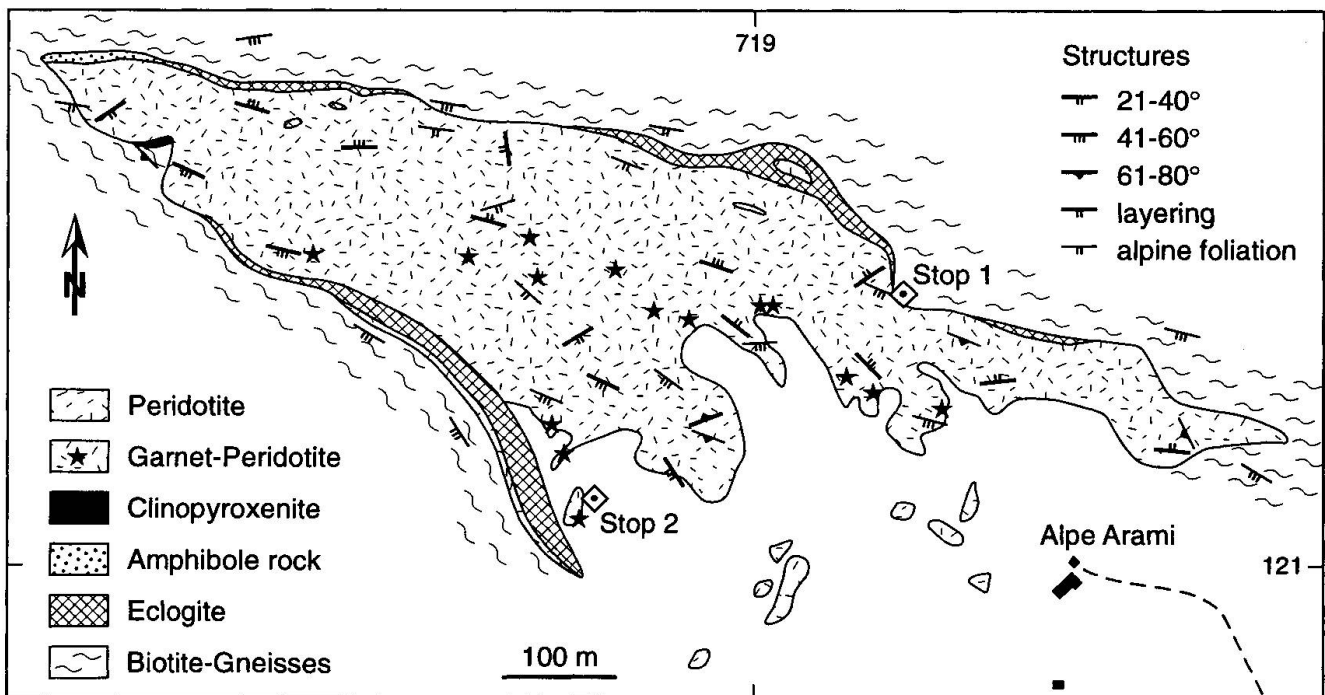 719
Structures
21-40°
41-60°
61-80°
layering
alpine foliation
N
Stop 1
Peridotite
Garnet-Peridotite
Clinopyroxenite
Amphibole rock
Eclogite
Biotite-Gneisses
Stop 2
Alpe Arami
121
100 m